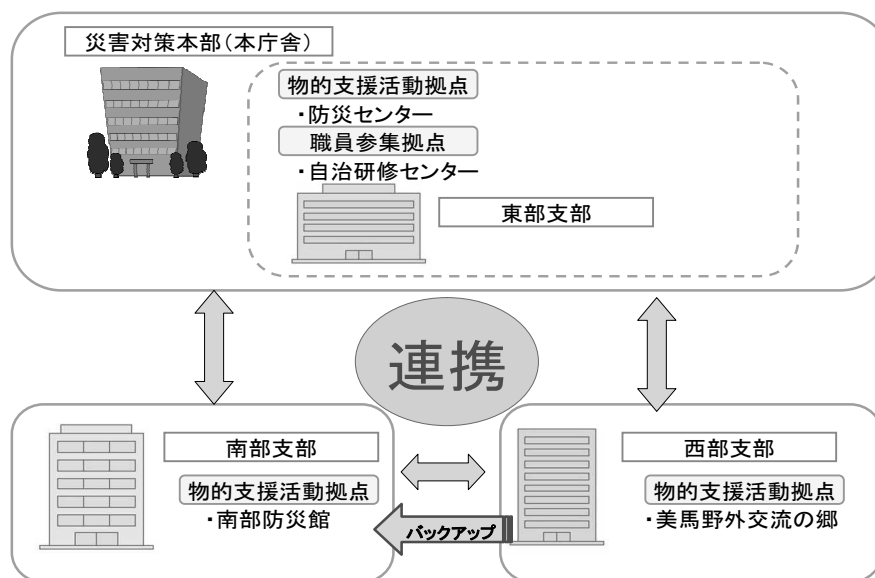 災害対策本部(本庁舎)
物的支援活動拠点
・防災センター
職員参集拠点
・自治研修センター
東部支部
連携
南部支部
物的支援活動拠点
・南部防災館
西部支部
物的支援活動拠点
・美馬野外交流の郷
バックアップ